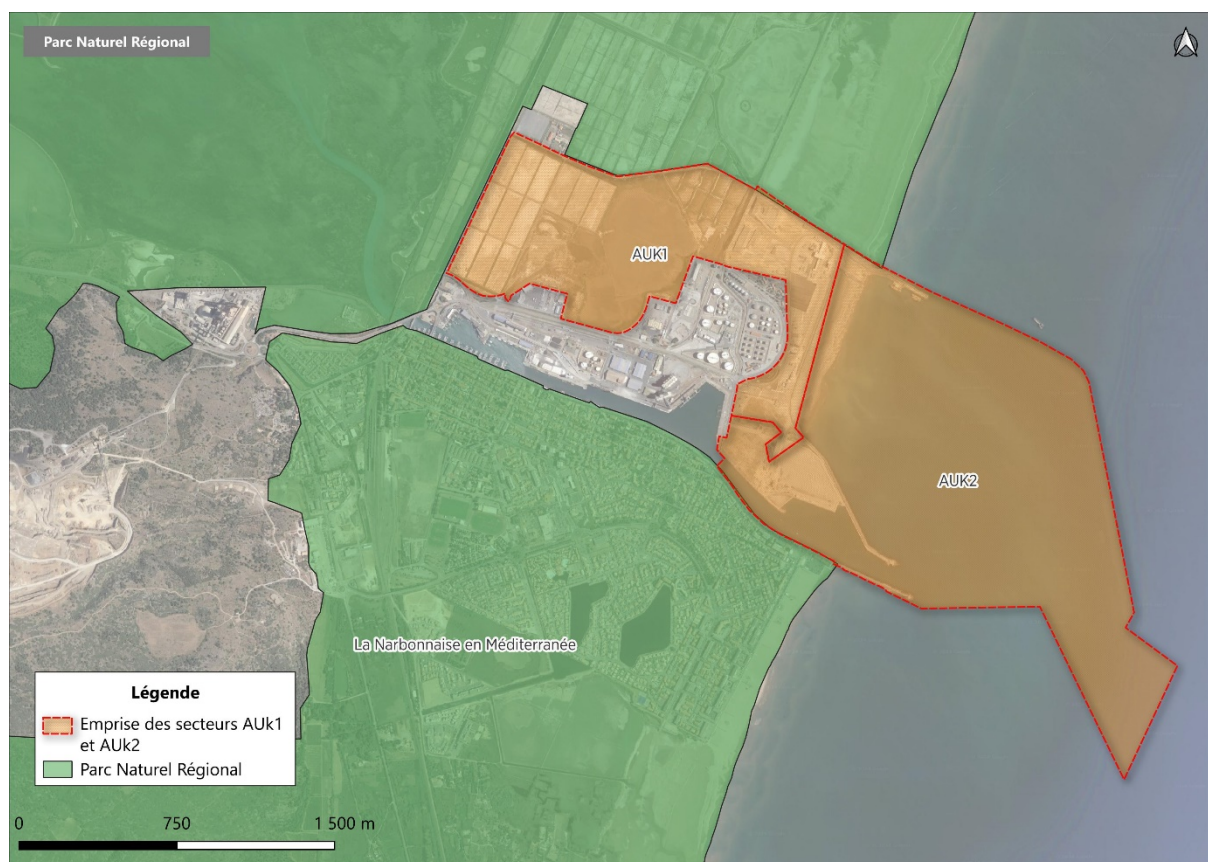 Parc Naturel Régional
AUK1
AUK2
La Narbonnaise en Méditerranée
Légende
Emprise des secteurs AUk1
et AUk2
Parc Naturel Régional
0 750 1 500 m